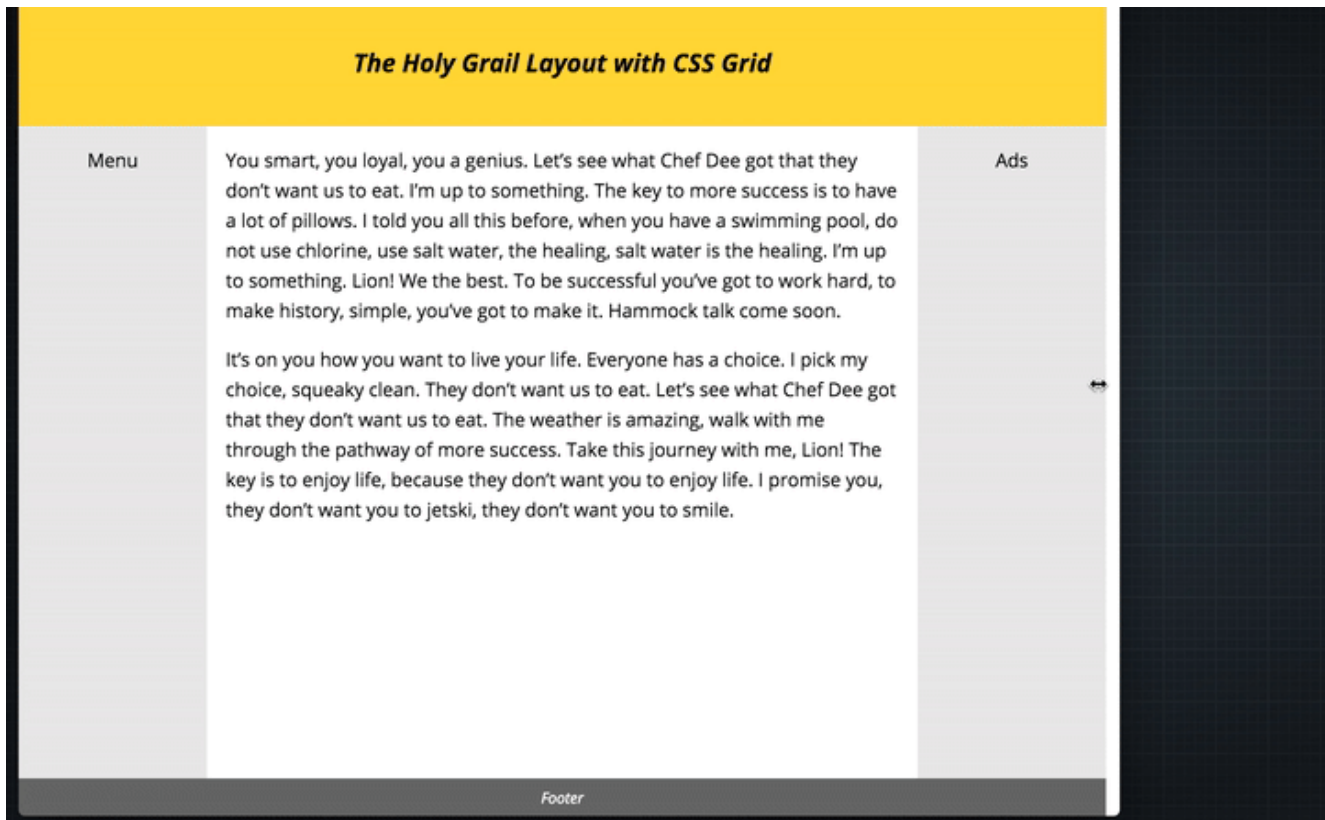 The Holy Grail Layout with CSS Grid
Menu
You smart, you loyal, you a genius. Let’s see what Chef Dee got that they
don’t want us to eat. I’m up to something. The key to more success is to have
a lot of pillows. I told you all this before, when you have a swimming pool, do
not use chlorine, use salt water, the healing, salt water is the healing. I’m up
to something. Lion! We the best. To be successful you’ve got to work hard, to
make history, simple, you’ve got to make it. Hammock talk come soon.
It’s on you how you want to live your life. Everyone has a choice. I pick my
choice, squeaky clean. They don’t want us to eat. Let’s see what Chef Dee got
that they don’t want us to eat. The weather is amazing, walk with me
through the pathway of more success. Take this journey with me, Lion! The
key is to enjoy life, because they don’t want you to enjoy life. I promise you,
they don’t want you to jetski, they don’t want you to smile.
Ads
Footer